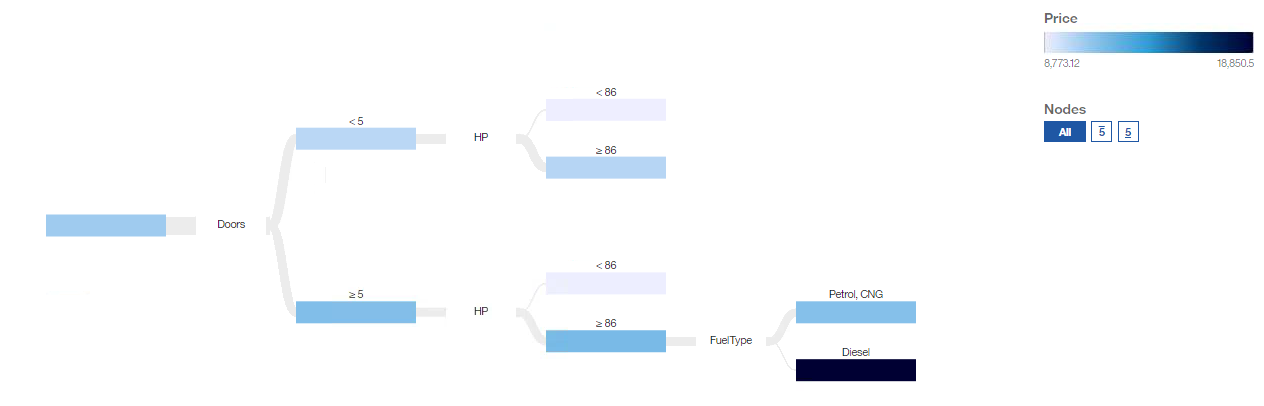 Price
8,773.12 18,850.5
Nodes
All 5 5
< 86
< 5
HP
≥ 86
Doors
< 86
≥ 5
HP
≥ 86
Petrol, CNG
FuelType
Diesel